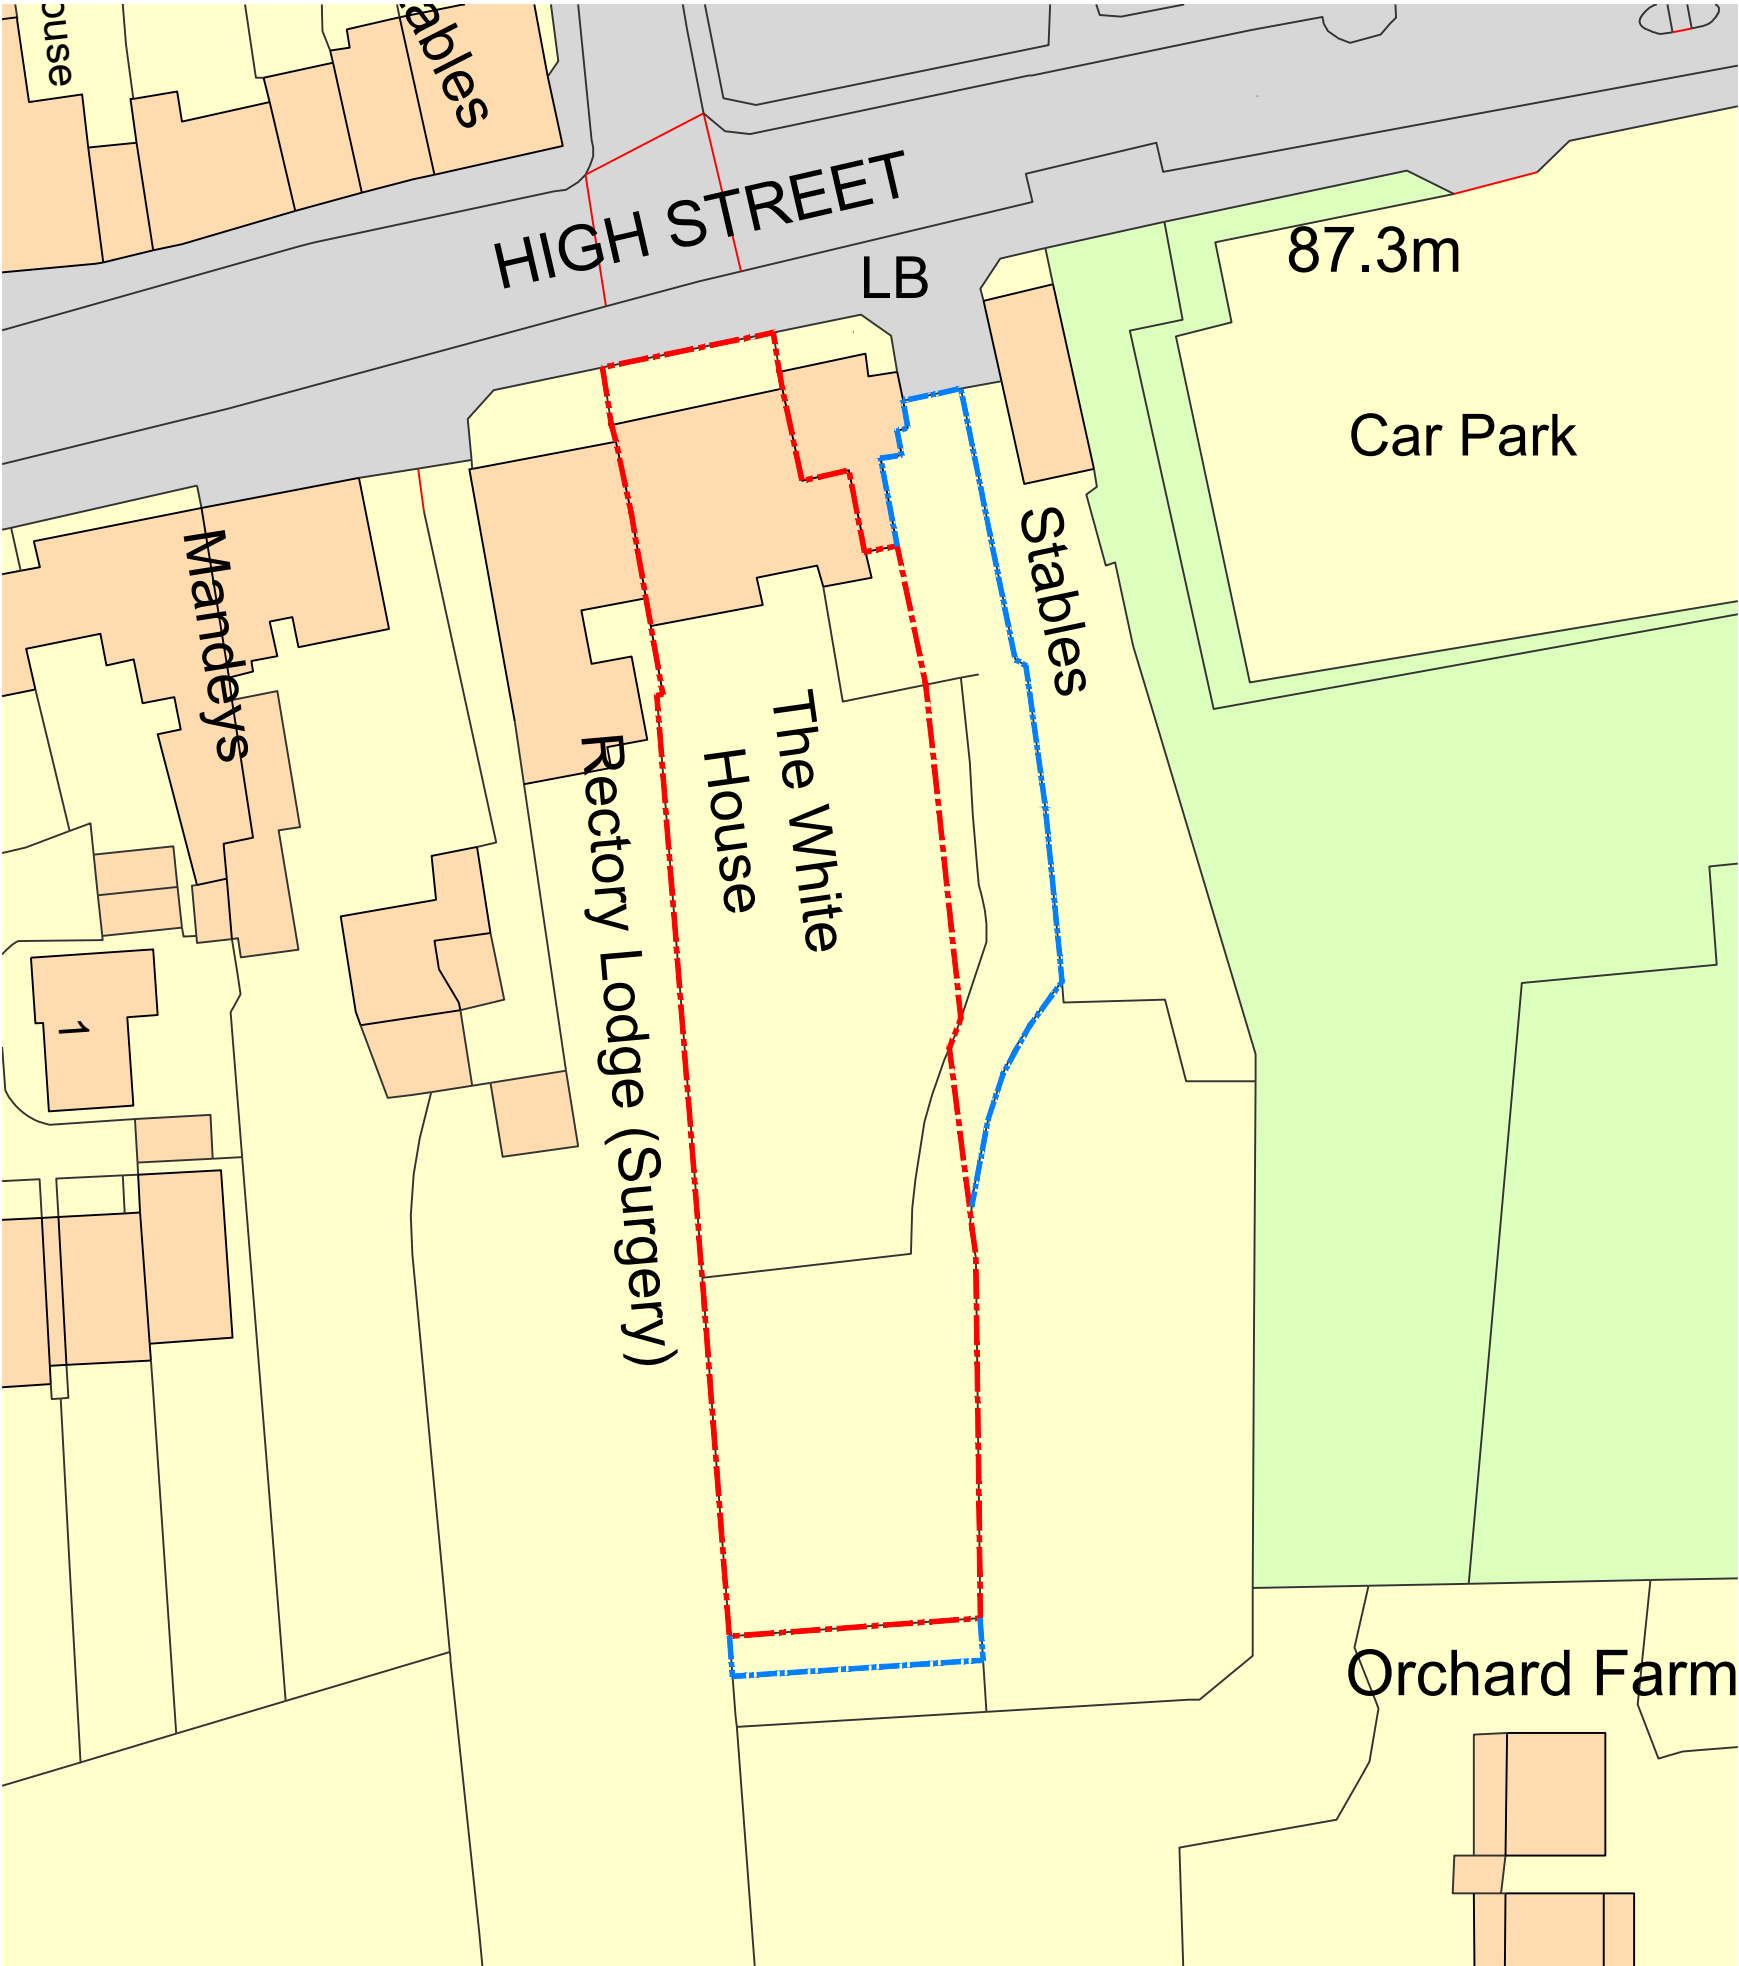 HIGH STREET
LB
87.3m
Car Park
Stables
Mandeys
The White
House
Rectory Lodge (Surgery)
1
Orchard Farm